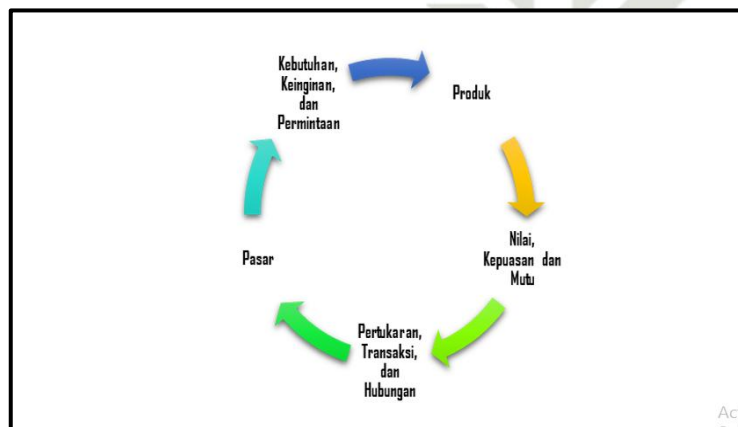 Kebutuhan,
Keinginan,
dan
Permintaan
Produk
Nilai,
Kepuasan dan
Mutu
Pertukaran,
Transaksi,
dan
Hubungan
Pasar